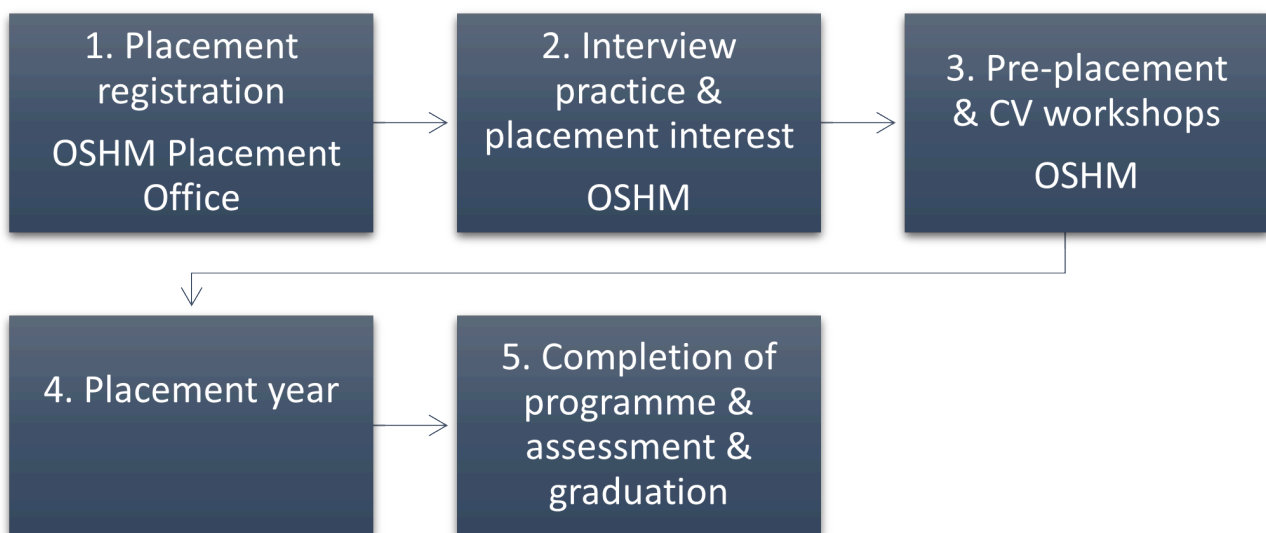 1. Placement
registration
OSHM Placement
Office
2. Interview
practice &
placement interest
OSHM
3. Pre-placement
& CV workshops
OSHM
4. Placement year
5. Completion of
programme &
assessment &
graduation